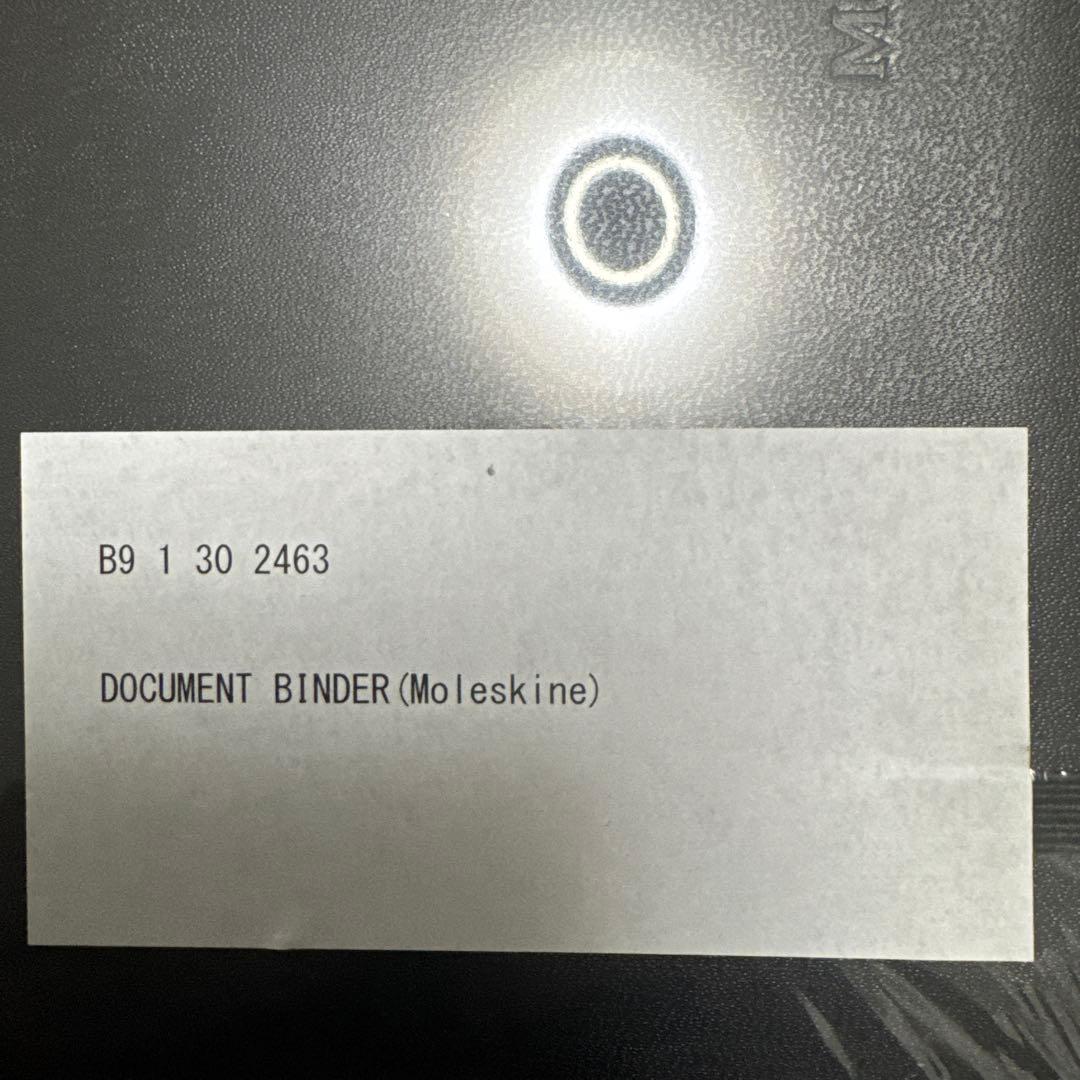 B9 1 30 2463
DOCUMENT BINDER(Moleskine)